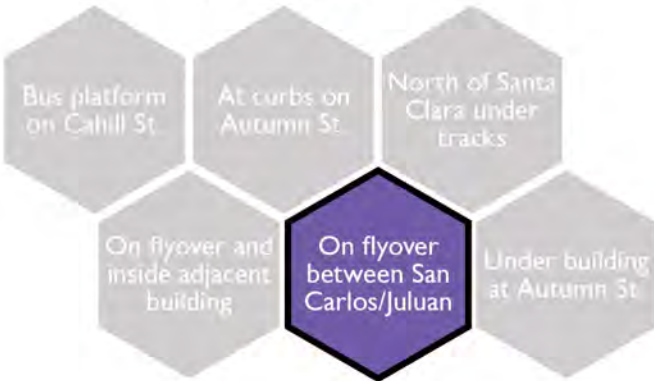 Bus platform
on Cahill St.
At curbs on
Autumn St.
North of Santa
Clara under
tracks
On flyover and
inside adjacent
building
On flyover
between San
Carlos/Juluan
Under building
at Autumn St.